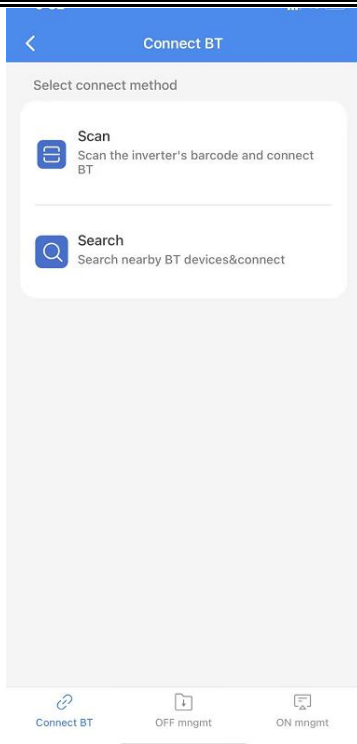 Connect BT
Select connect method
Scan
Scan the inverter's barcode and connect
BT
Search
Search nearby BT devices&connect
Connect BT
OFF mngmt
ON mngmt